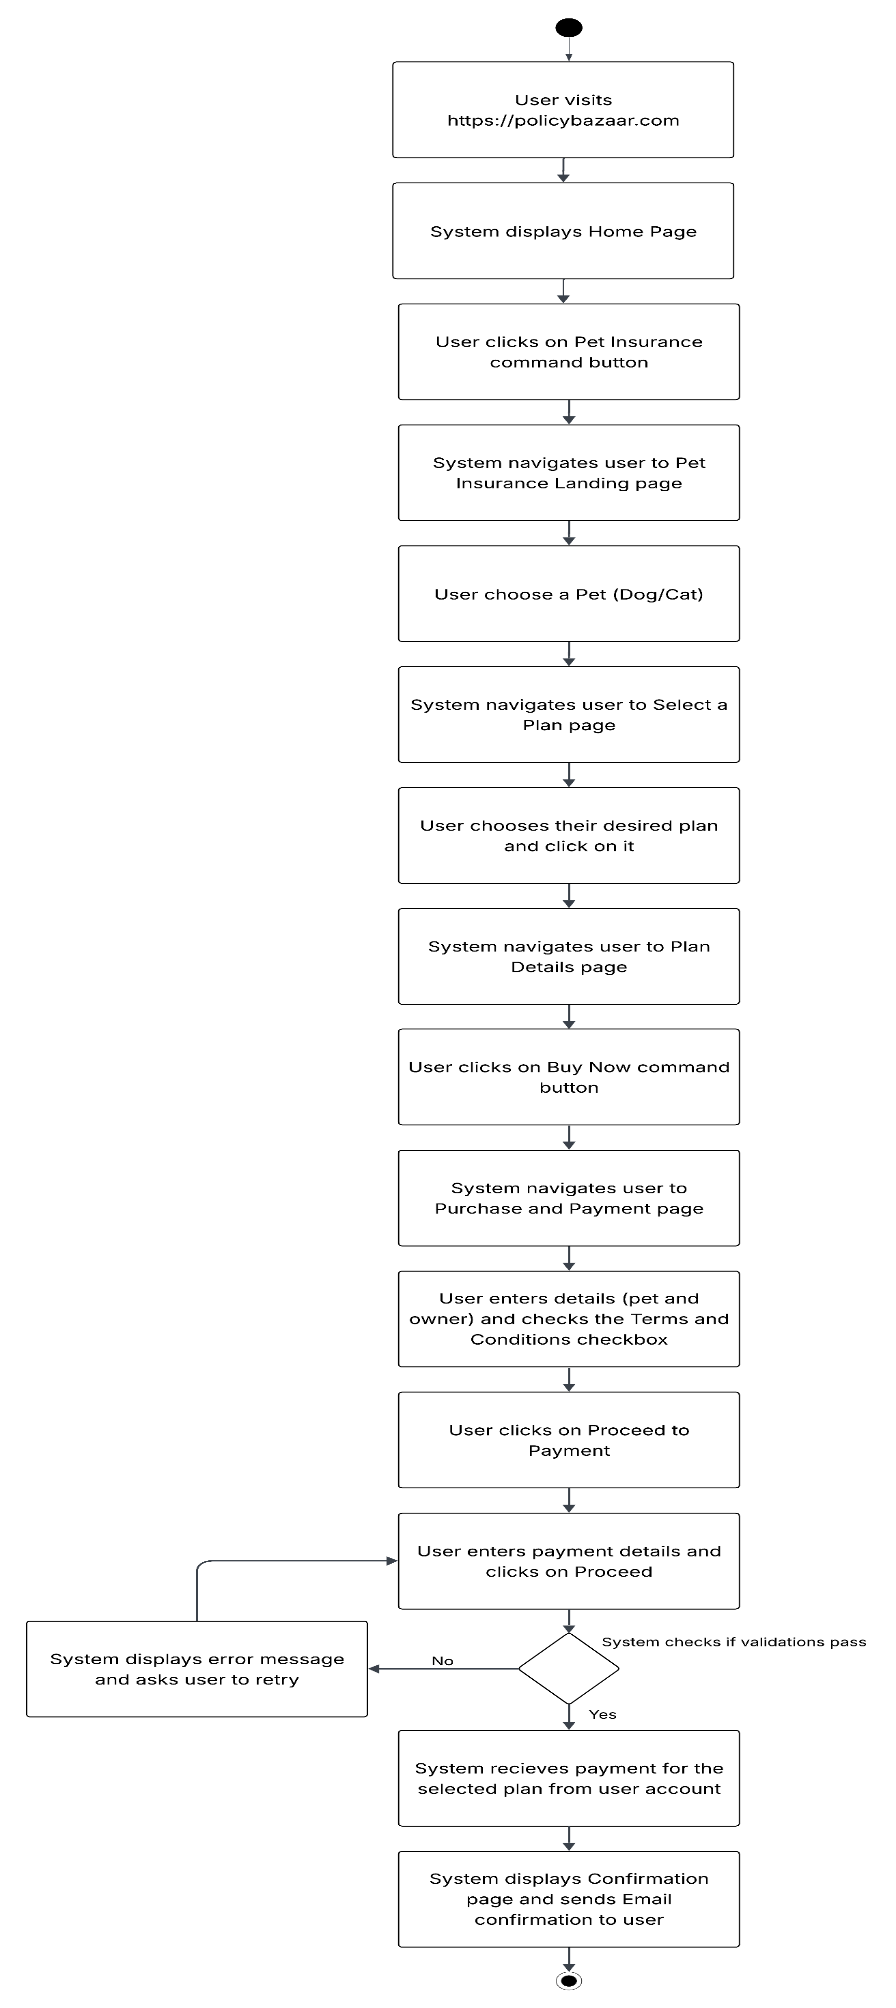 User visits
https://policybazaar.com
System displays Home Page
User clicks on Pet Insurance
command button
System navigates user to Pet
Insurance Landing page
User choose a Pet (Dog/Cat)
System navigates user to Select a
Plan page
User chooses their desired plan
and click on it
System navigates user to Plan
Details page
User clicks on Buy Now command
button
System navigates user to
Purchase and Payment page
User enters details (pet and
owner) and checks the Terms and
Conditions checkbox
User clicks on Proceed to
Payment
User enters payment details and
clicks on Proceed
System checks if validations pass
No
System displays error message
and asks user to retry
Yes
System recieves payment for the
selected plan from user account
System displays Confirmation
page and sends Email
confirmation to user